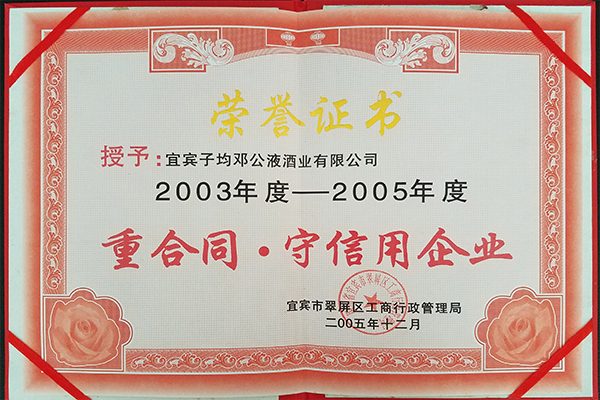 荣誉证书
授予：宜宾子均邓公液酒业有限公司
2003年度—2005年度
重合同·守信用企业
宜宾市翠屏区工商行政管理局
二00五年十二月